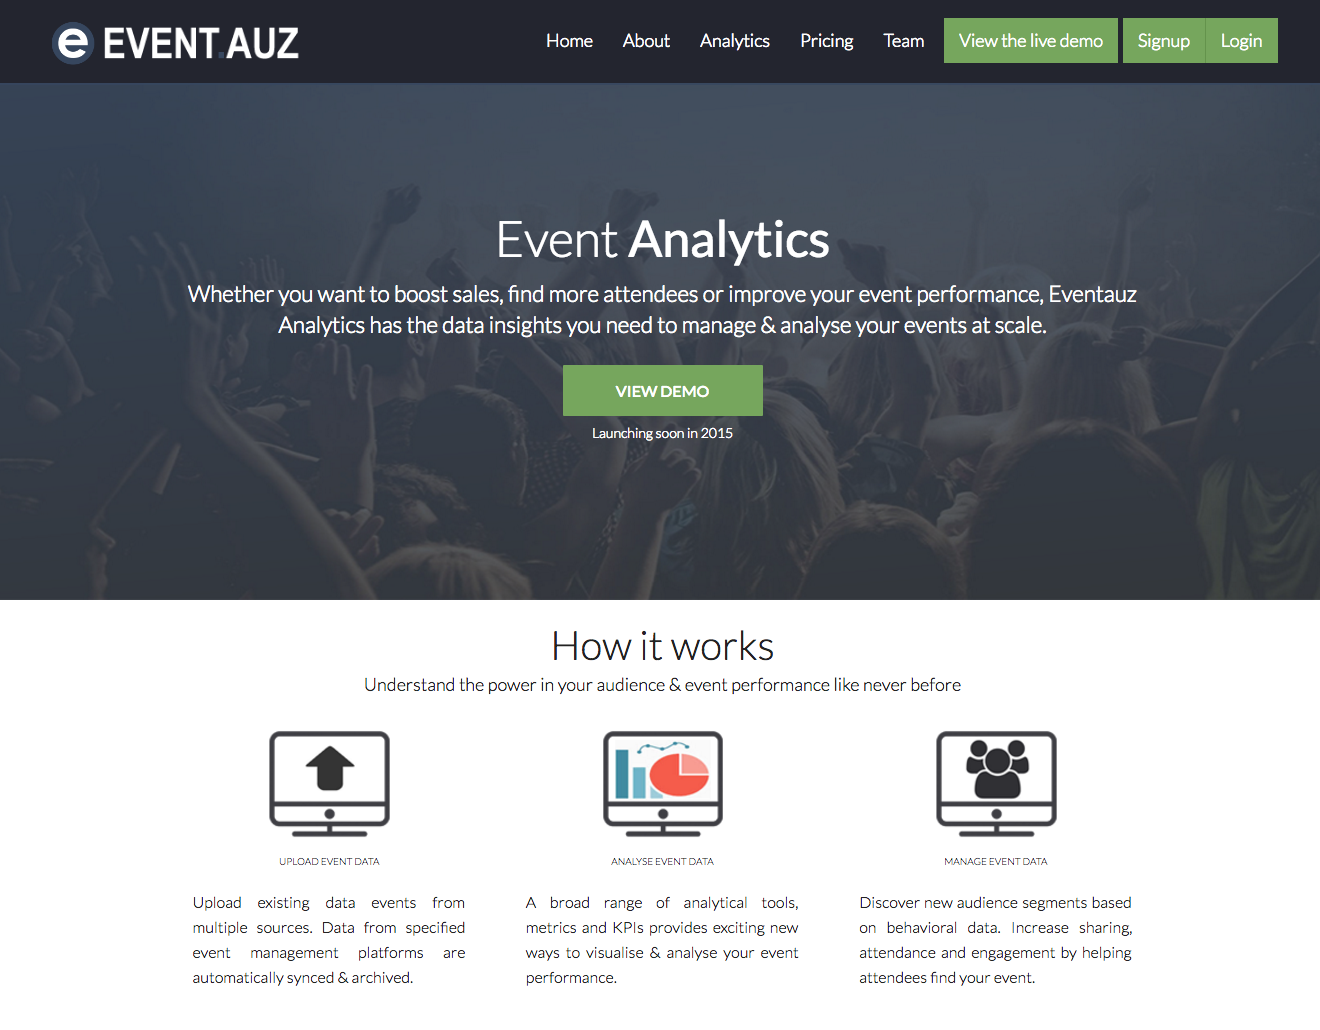 e EVENT.AUZ
Home About Analytics Pricing Team View the live demo Signup Login
Event Analytics
Whether you want to boost sales, find more attendees or improve your event performance, Eventauz
Analytics has the data insights you need to manage & analyse your events at scale.
VIEW DEMO
Launching soon in 2015
How it works
Understand the power in your audience & event performance like never before
UPLOAD EVENT DATA
Upload existing data events from
multiple sources. Data from specified
event management platforms are
automatically synced & archived.
ANALYSE EVENT DATA
A broad range of analytical tools,
metrics and KPIs provides exciting new
ways to visualise & analyse your event
performance.
MANAGE EVENT DATA
Discover new audience segments based
on behavioral data. Increase sharing,
attendance and engagement by helping
attendees find your event.